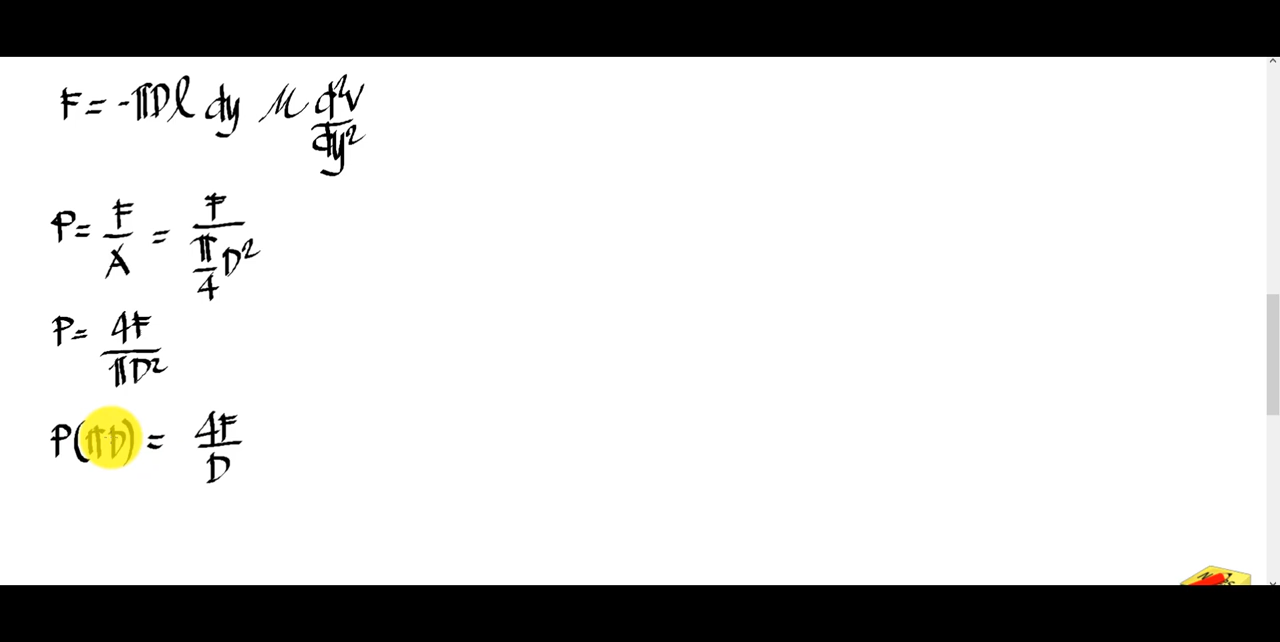 F = -πDℓ dy μ d²V/dy²
P = F/A = F/(π/4 D²)
P = 4F/πD²
P(πD) = 4F/D